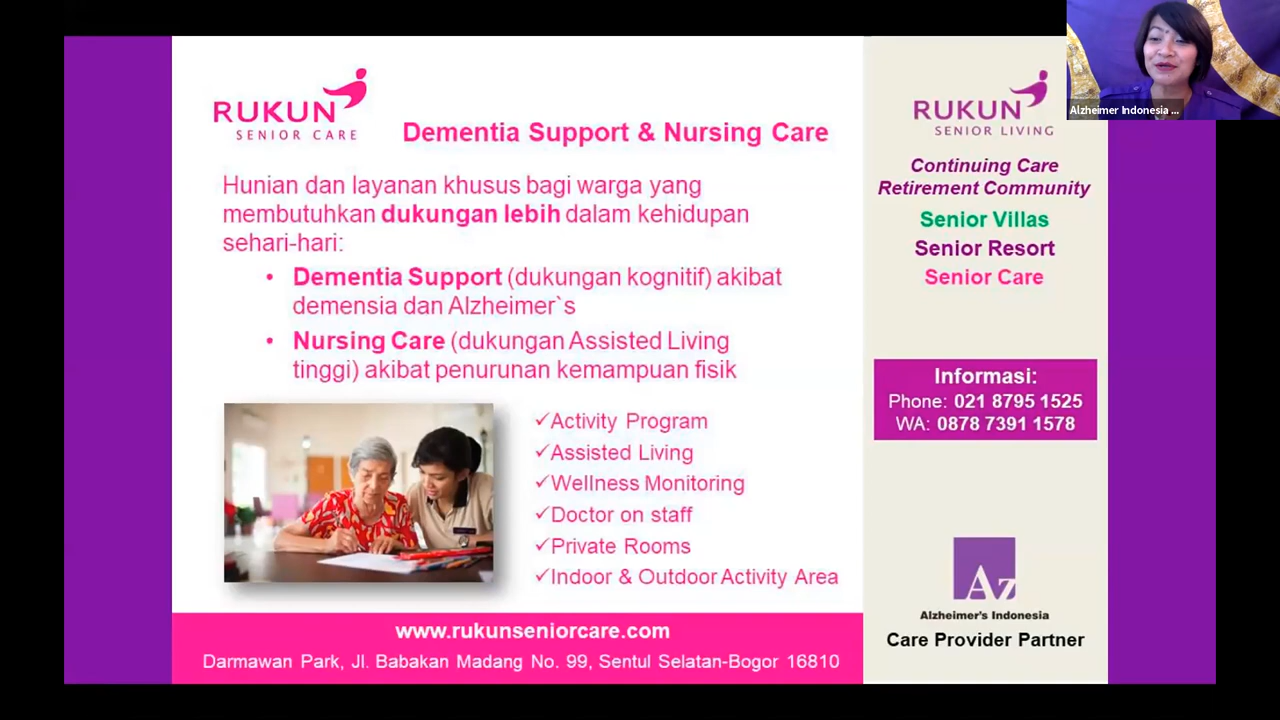 RUKUN
SENIOR CARE
Dementia Support & Nursing Care
Hunian dan layanan khusus bagi warga yang
membutuhkan dukungan lebih dalam kehidupan
sehari-hari:
• Dementia Support (dukungan kognitif) akibat
demensia dan Alzheimer`s
• Nursing Care (dukungan Assisted Living
tinggi) akibat penurunan kemampuan fisik
✓Activity Program
✓Assisted Living
✓Wellness Monitoring
✓Doctor on staff
✓Private Rooms
✓Indoor & Outdoor Activity Area
www.rukunseniorcare.com
Darmawan Park, Jl. Babakan Madang No. 99, Sentul Selatan-Bogor 16810
RUKUN
SENIOR LIVING
Continuing Care
Retirement Community
Senior Villas
Senior Resort
Senior Care
Informasi:
Phone: 021 8795 1525
WA: 0878 7391 1578
Az
Alzheimer's Indonesia
Care Provider Partner
Alzheimer Indonesia ...